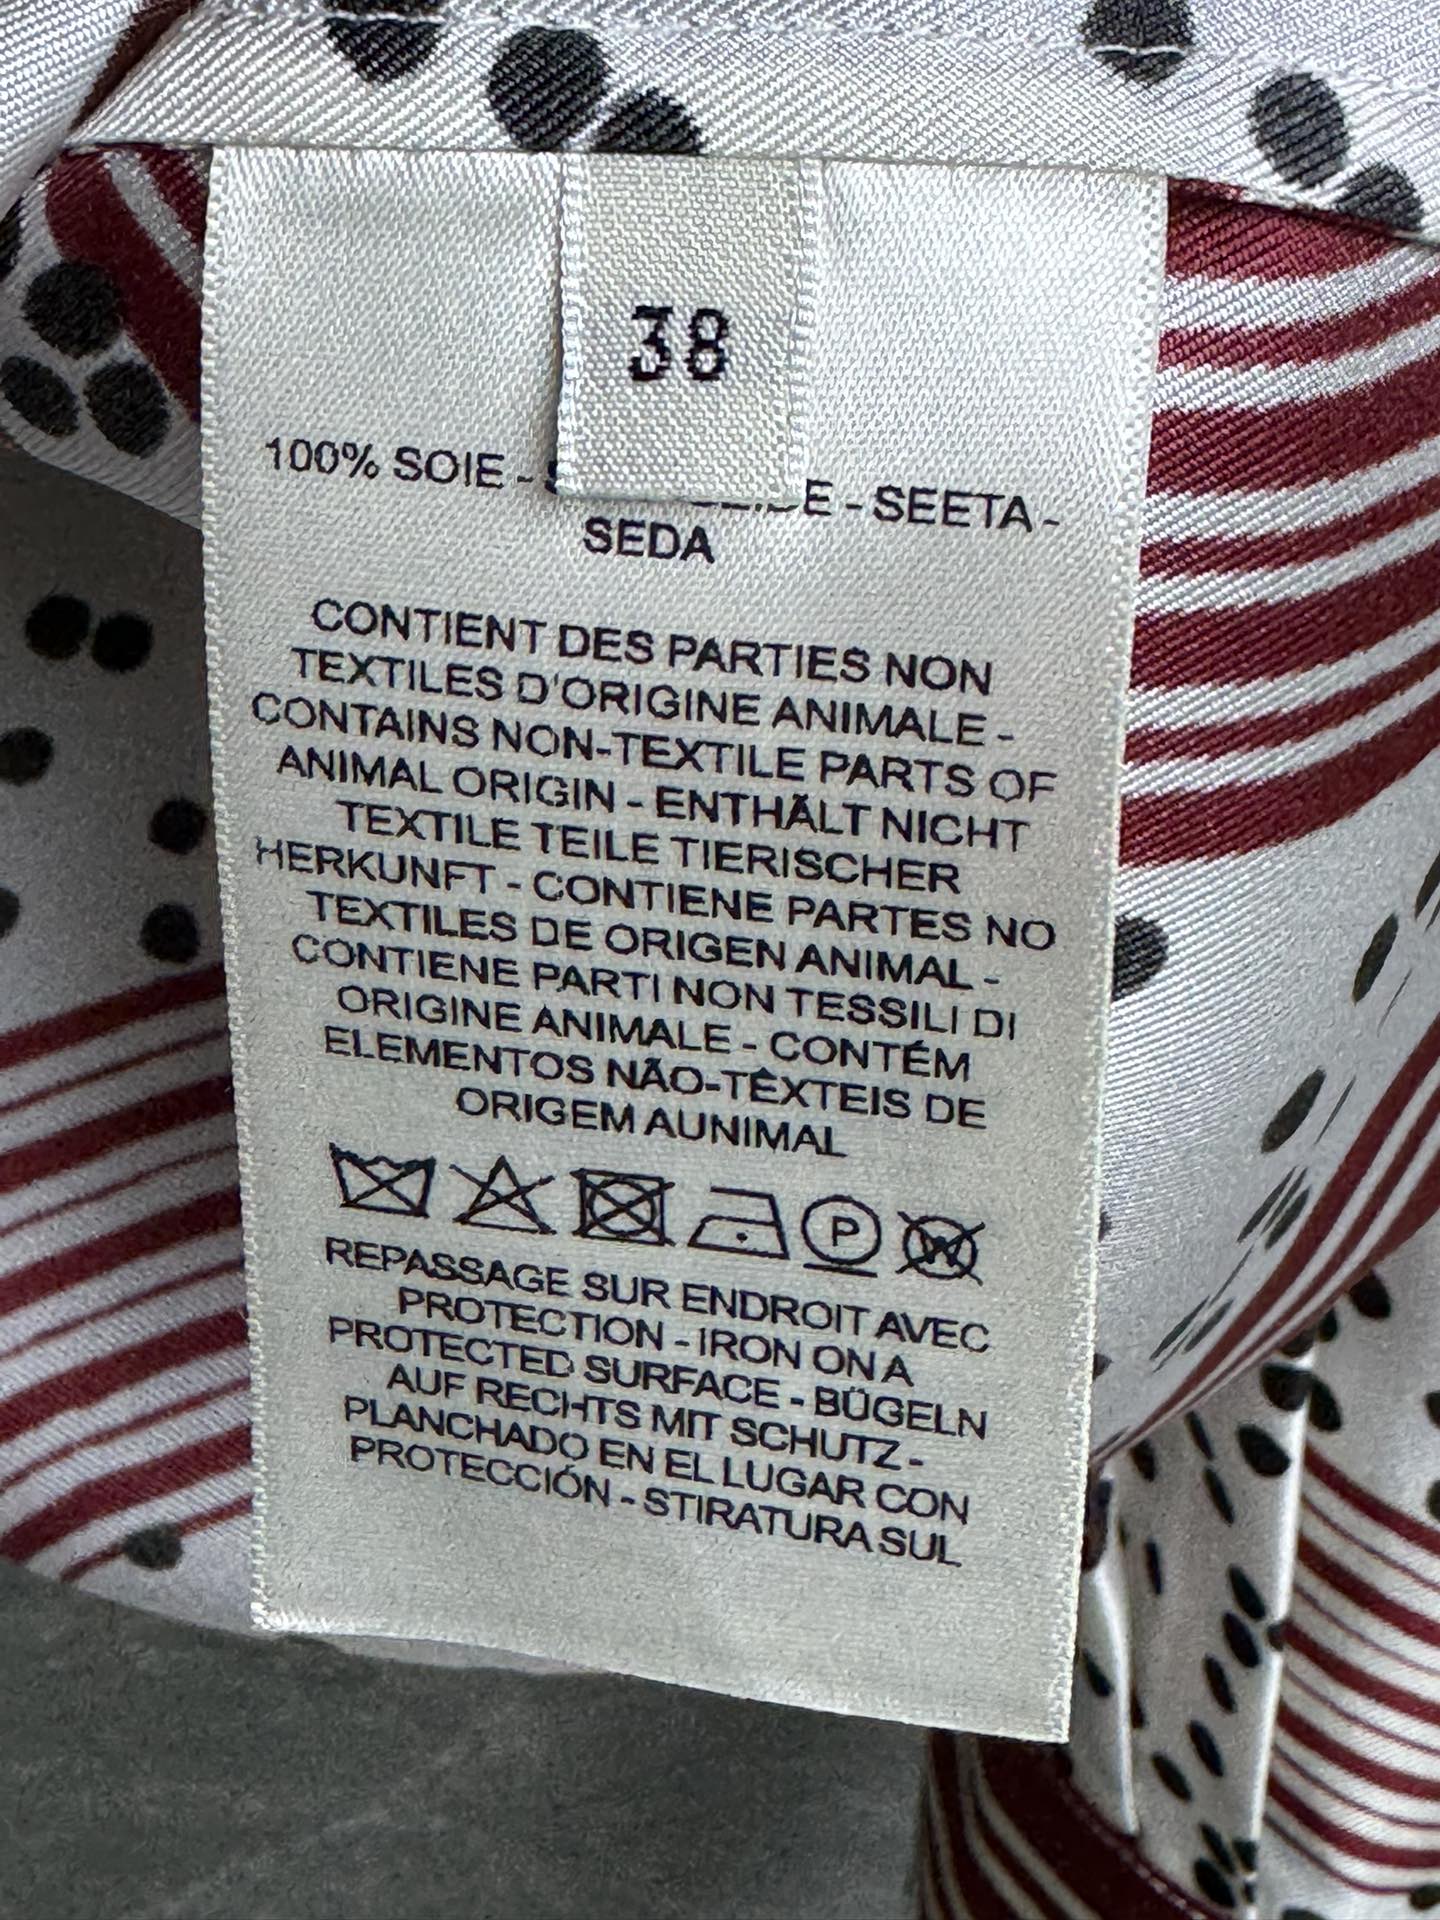 38
100% SOIE - E - SEETA -
SEDA
CONTIENT DES PARTIES NON
TEXTILES D'ORIGINE ANIMALE -
CONTAINS NON-TEXTILE PARTS OF
ANIMAL ORIGIN - ENTHÄLT NICHT
TEXTILE TEILE TIERISCHER
HERKUNFT - CONTIENE PARTES NO
TEXTILES DE ORIGEN ANIMAL -
CONTIENE PARTI NON TESSILI DI
ORIGINE ANIMALE - CONTÉM
ELEMENTOS NÃO-TÊXTEIS DE
ORIGEM AUNIMAL
P W
REPASSAGE SUR ENDROIT AVEC
PROTECTION - IRON ON A
PROTECTED SURFACE - BÜGELN
AUF RECHTS MIT SCHUTZ -
PLANCHADO EN EL LUGAR CON
PROTECCIÓN - STIRATURA SUL